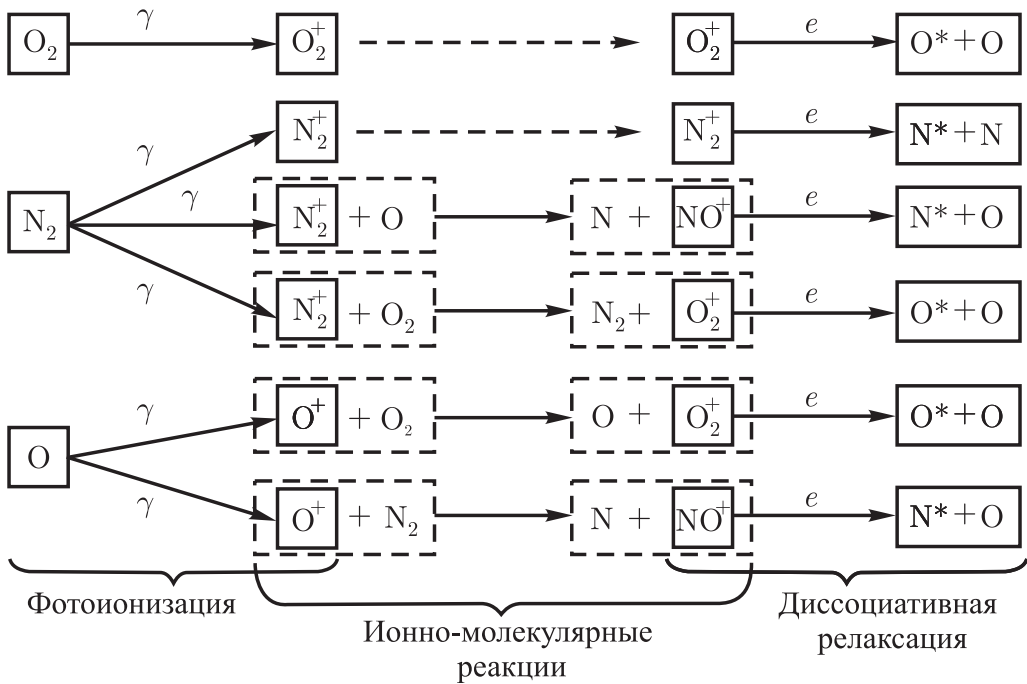 γ e
O₂ O₂⁺ O₂⁺ O* + O
γ N₂⁺ N₂⁺ e N* + N
N₂ γ N₂⁺ + O N + NO⁺ e N* + O
γ N₂⁺ + O₂ N₂ + O₂⁺ e O* + O
γ O⁺ + O₂ O + O₂⁺ e O* + O
O
γ O⁺ + N₂ N + NO⁺ e N* + O
Фотоионизация
Ионно-молекулярные
реакции
Диссоциативная
релаксация